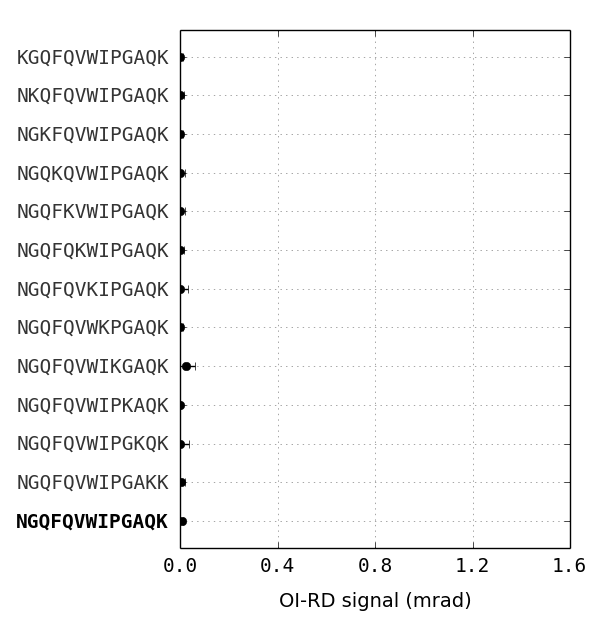 KGQFQVWIPGAQK
NKQFQVWIPGAQK
NGKFQVWIPGAQK
NGQKQVWIPGAQK
NGQFKVWIPGAQK
NGQFQKWIPGAQK
NGQFQVKIPGAQK
NGQFQVWKPGAQK
NGQFQVWIKGAQK
NGQFQVWIPKAQK
NGQFQVWIPGKQK
NGQFQVWIPGAKK
NGQFQVWIPGAQK
0.0 0.4 0.8 1.2 1.6
OI-RD signal (mrad)